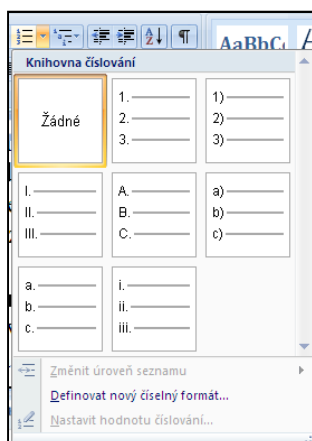 AaBbCc
Knihovna číslování
Žádné
1.
2.
3.
1)
2)
3)
I.
II.
III.
A.
B.
C.
a)
b)
c)
a.
b.
c.
i.
ii.
iii.
Změnit úroveň seznamu
Definovat nový číselný formát...
Nastavit hodnotu číslování...